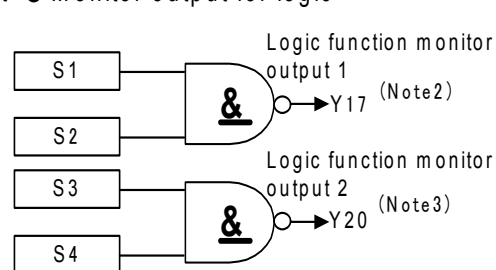 Monitor output for logic
Logic function monitor
output 1
S1
&
Y17 (Note2)
S2
Logic function monitor
output 2
S3
&
Y20 (Note3)
S4